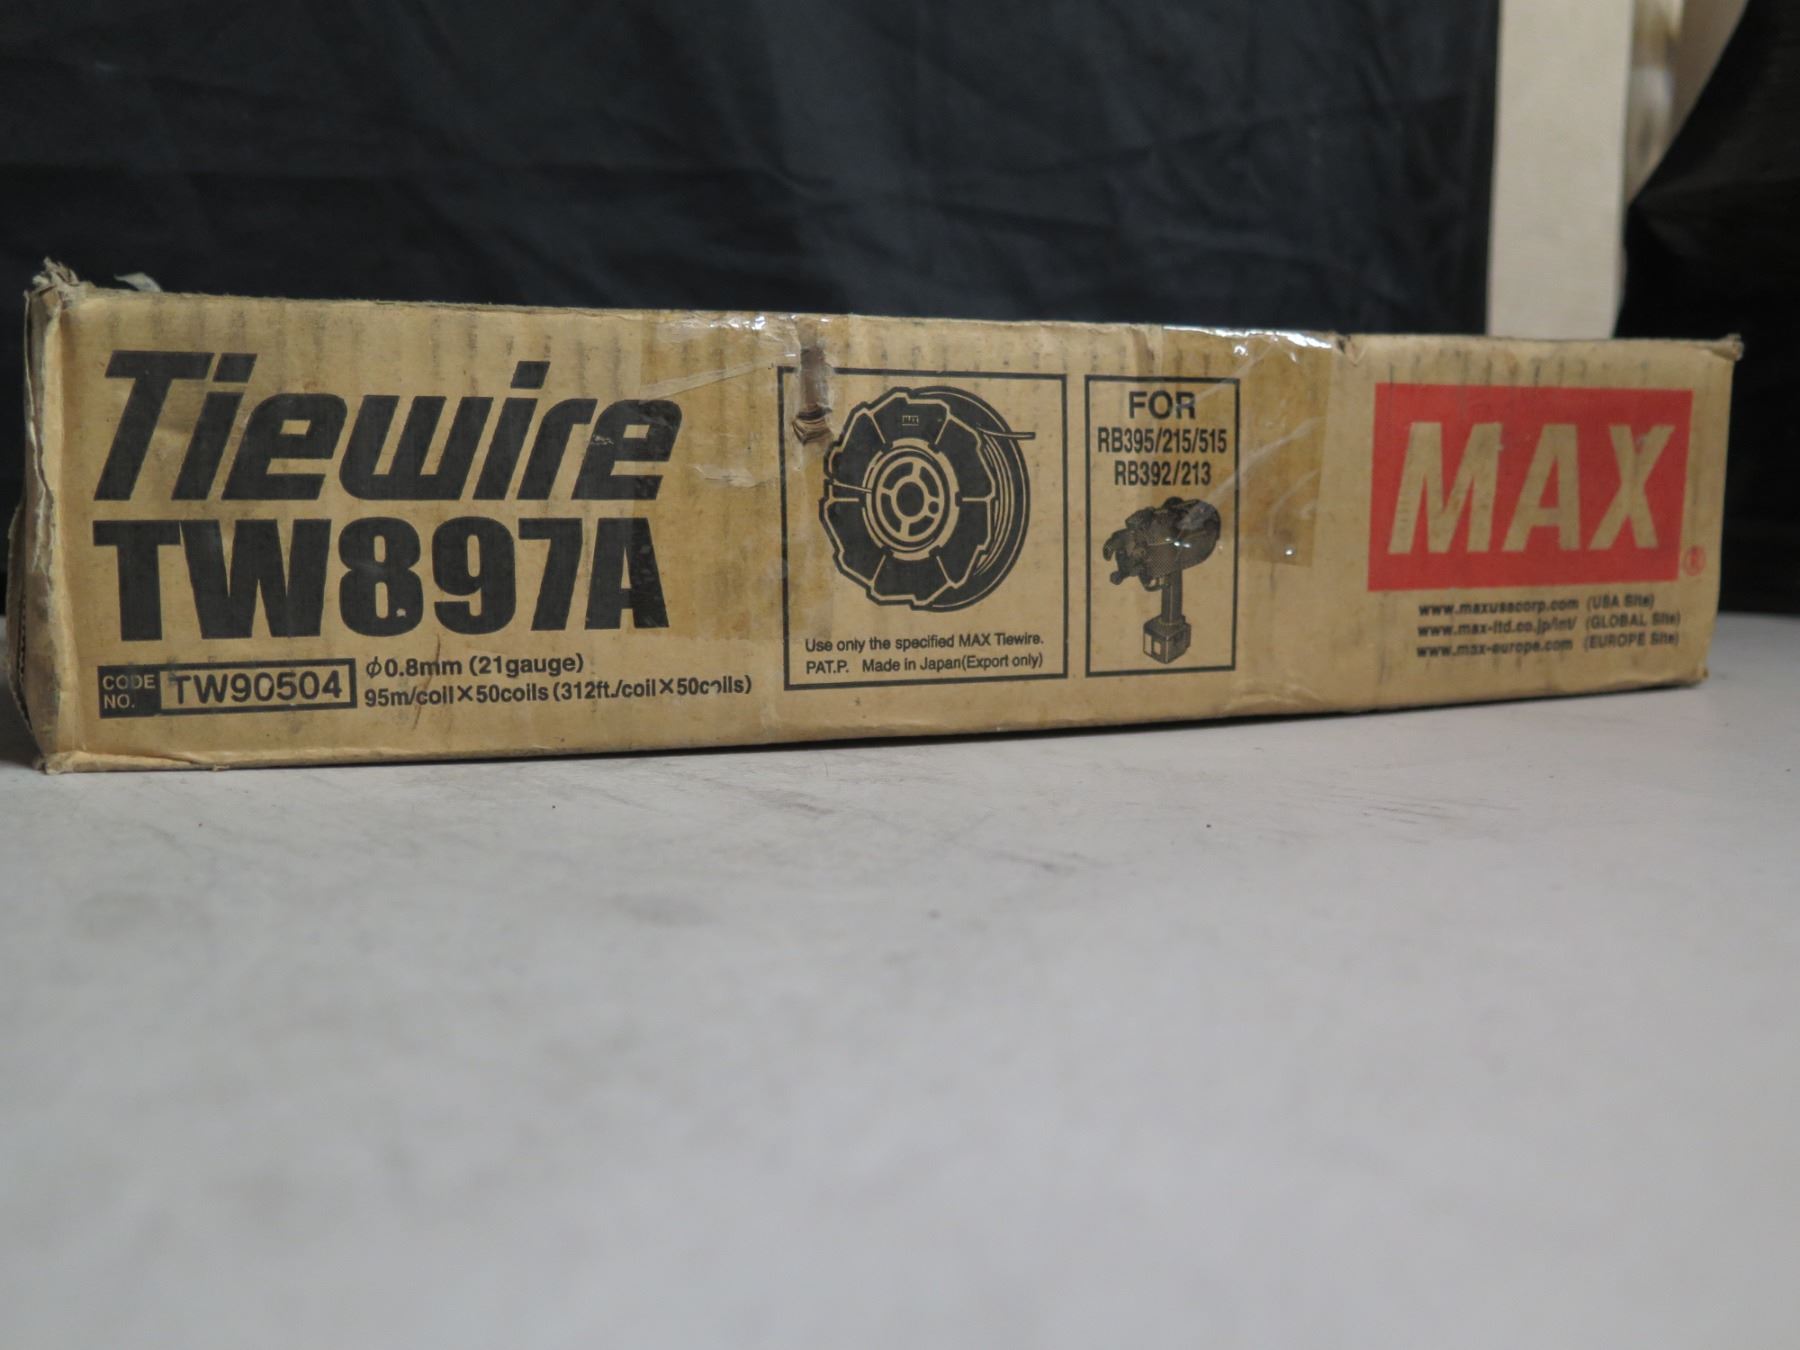 Tiewire
TW897A
CODE NO. TW90504
φ0.8mm (21gauge)
95m/coil×50coils (312ft./coil×50coils)
MAX
Use only the specified MAX Tiewire.
PAT.P. Made in Japan(Export only)
FOR
RB395/215/515
RB392/213
MAX®
www.maxusacorp.com (USA Site)
www.max-ltd.co.jp/int/ (GLOBAL Site)
www.max-europe.com (EUROPE Site)